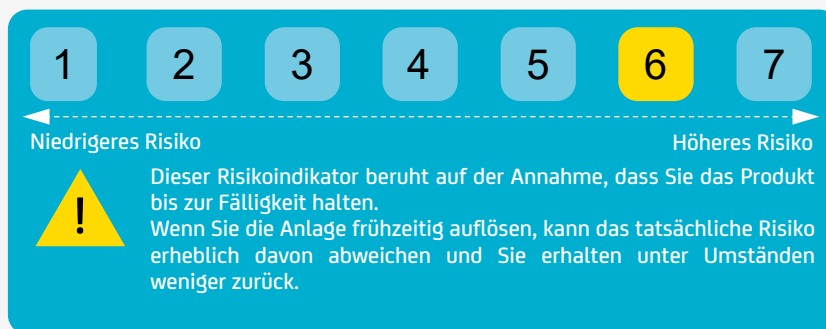 1 2 3 4 5 6 7
Niedrigeres Risiko Höheres Risiko
!
Dieser Risikoindikator beruht auf der Annahme, dass Sie das Produkt
bis zur Fälligkeit halten.
Wenn Sie die Anlage frühzeitig auflösen, kann das tatsächliche Risiko
erheblich davon abweichen und Sie erhalten unter Umständen
weniger zurück.